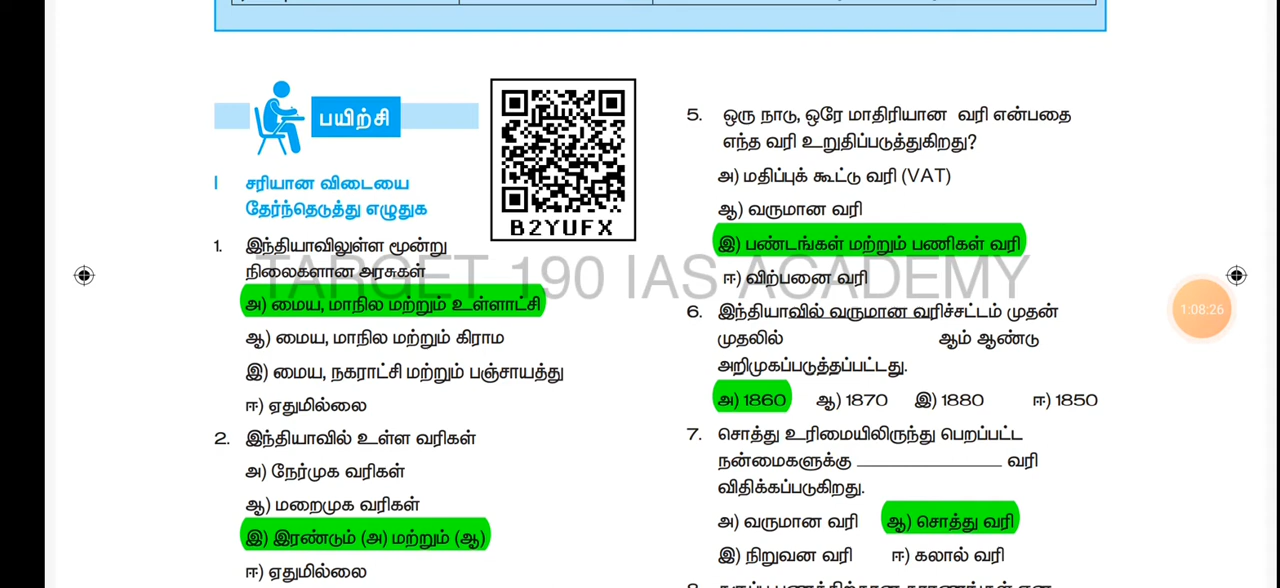 பயிற்சி
B2YUFX
I சரியான விடையை
தேர்ந்தெடுத்து எழுதுக
1. இந்தியாவிலுள்ள மூன்று
நிலைகளான அரசுகள்
அ) மைய, மாநில மற்றும் உள்ளாட்சி
ஆ) மைய, மாநில மற்றும் கிராம
இ) மைய, நகராட்சி மற்றும் பஞ்சாயத்து
ஈ) ஏதுமில்லை
2. இந்தியாவில் உள்ள வரிகள்
அ) நேர்முக வரிகள்
ஆ) மறைமுக வரிகள்
இ) இரண்டும் (அ) மற்றும் (ஆ)
ஈ) ஏதுமில்லை
5. ஒரு நாடு, ஒரே மாதிரியான வரி என்பதை
எந்த வரி உறுதிப்படுத்துகிறது?
அ) மதிப்புக் கூட்டு வரி (VAT)
ஆ) வருமான வரி
இ) பண்டங்கள் மற்றும் பணிகள் வரி
ஈ) விற்பனை வரி
6. இந்தியாவில் வருமான வரிச்சட்டம் முதன்
முதலில் ஆம் ஆண்டு
அறிமுகப்படுத்தப்பட்டது.
அ) 1860 ஆ) 1870 இ) 1880 ஈ) 1850
7. சொத்து உரிமையிலிருந்து பெறப்பட்ட
நன்மைகளுக்கு ______________ வரி
விதிக்கப்படுகிறது.
அ) வருமான வரி ஆ) சொத்து வரி
இ) நிறுவன வரி ஈ) கலால் வரி
TARGET 190 IAS ACADEMY
1:08:26